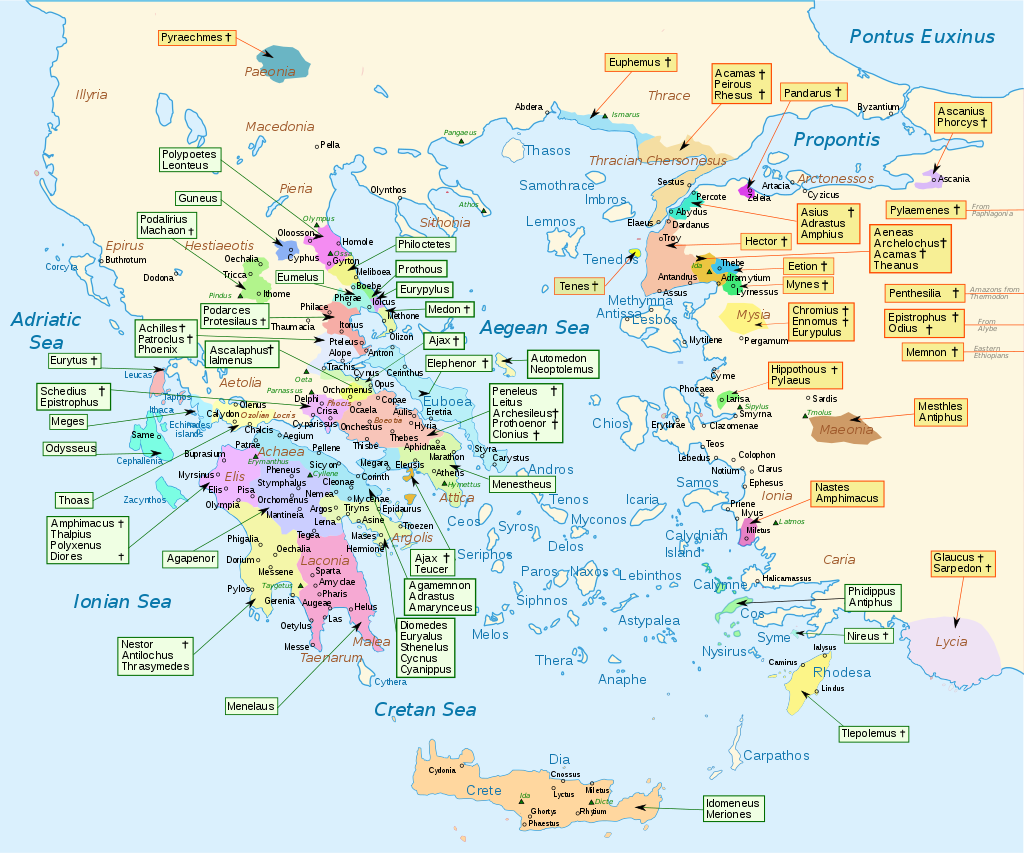 Pontus Euxinus
Pyraechmes †
Paeonia
Illyria
Macedonia
Pella
Euphemus †
Acamas †
Peirous
Rhesus †
Pandarus †
Thrace
Abdera
Ismarus
Byzantium
Ascanius
Phorcys †
Pangaeus
Propontis
Thasos
Thracian Chersonesus
Polypoetes
Leonteus
Pieria
Olynthos
Samothrace
Imbros
Sestus
Percote
Artacia
Zeleia
Arctonessos
Cyzicus
Ascania
Guneus
Athos
Sithonia
Lemnos
Abydus
Elaeus
Dardanus
Asius †
Adrastus
Amphius
Pylaemenes †
From
Paphlagonia
Podalirius
Machaon †
Olympus
Oloosson
Homole
Philoctetes
Troy
Hector †
Aeneas
Archelochus †
Acamas †
Theanus
Epirus
Buthrotum
Hestiaeotis
Oechalia
Cyphus
Ossa
Gyrton
Tenedos
Ida
Thebe
Eetion †
Corcyra
Dodona
Tricca
Eumelus
Meliboea
Prothous
Antandrus
Adramytium
Mynes †
Tenes †
Boebe
Eurypylus
Assus
Lyrnessus
Penthesilia †
Amazons from
Thermodon
Pindus
Ithome
Pherae
Iolcus
Methymna
Antissa
Lesbos
Mysia
Chromius †
Ennomus †
Eurypulus
Epistrophus †
Odius †
From
Alybe
Podarces
Protesilaus †
Philace
Methone
Medon †
Adriatic
Sea
Achilles †
Patroclus †
Phoenix
Thaumacia
Itonus
Olizon
Aegean Sea
Mytilene
Pergamum
Memnon †
Eastern
Ethiopians
Pteleus
Ajax †
Ascalaphus †
Ialmenus
Alope
Antron
Eurytus †
Leucas
Trachis
Cynus
Cerinthus
Elephenor †
Automedon
Neoptolemus
Cyme
Hippothous †
Pylaeus
Aetolia
Oeta
Opus
Phocaea
Schedius †
Epistrophus
Taphos
Parnassus
Orchomenus
Copae
Euboea
Peneleus †
Leitus
Archesileus †
Prothoenor †
Clonius †
Larisa
Sardis
Olenus
Delphi
Phocis
Sipylus
Mesthles
Antiphus
Ithaca
Calydon
Ozolian Locris
Crisa
Ocaela
Aulis
Eretria
Chios
Smyrna
Tmolus
Meges
Echinades
islands
Chalcis
Cyparissus
Boeotia
Hyria
Erythrae
Clazomenae
Maeonia
Same
Patrae
Aegium
Orchestus
Thebes
Odysseus
Achaea
Pellene
Thisbe
Aphidnaea
Styra
Teos
Cephallenia
Buprasium
Erymanthus
Marathon
Carystus
Lebedus
Colophon
Sicyon
Megara
Eleusis
Notium
Clarus
Myrsinus
Elis
Pheneus
Cyllene
Corinth
Athens
Andros
Zacynthos
Stynphalus
Cleonae
Hymettus
Menestheus
Samos
Ephesus
Elis
Pisa
Nemea
Mycenae
Attica
Thoas
Orchomenus
Tenos
Icaria
Ionia
Nastes
Amphimacus
Olympia
Argos
Tiryns
Epidaurus
Priene
Mantineia
Lerna
Asine
Ceos
Syros
Myconos
Myus
Latmos
Amphimacus †
Thalpius
Polyxenus
Diores †
Troezen
Miletus
Phigalia
Tegea
Mases
Argolis
Delos
Calydnian
Island
Oechalia
Hermione
Seriphos
Agapenor
Dorium
Laconia
Ajax †
Teucer
Caria
Glaucus †
Sarpedon †
Messene
Sparta
Paros
Naxos
Lebinthos
Halicarnassus
Taygetus
Amydae
Calymne
Pylos
Pharis
Agamemnon
Adrastus
Amarynceus
Siphnos
Phidippus
Antiphus
Gerenia
Augeae
Helus
Ionian Sea
Las
Cos
Oetylus
Diomedes
Euryalus
Sthenelus
Cycnus
Cyanippus
Melos
Astypalea
Syme
Nireus †
Nestor †
Antilochus
Thrasymedes
Messe
Malea
Lycia
Taenarum
Thera
Nysirus
Ialysus
Camirus
Rhodesa
Cythera
Anaphe
Lindus
Menelaus
Cretan Sea
Tlepolemus †
Carpathos
Dia
Cydonia
Cnossus
Crete
Ida
Lyctus
Miletus
Dicte
Idomeneus
Meriones
Ghortys
Rhytium
Phaestus